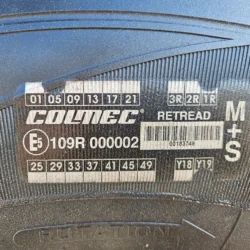 01 05 09 13 17 21 3R 2R 1R
COLMEC RETREAD M+S
E5 109R 000002
00183746
25 29 33 37 41 45 49 Y18 Y19